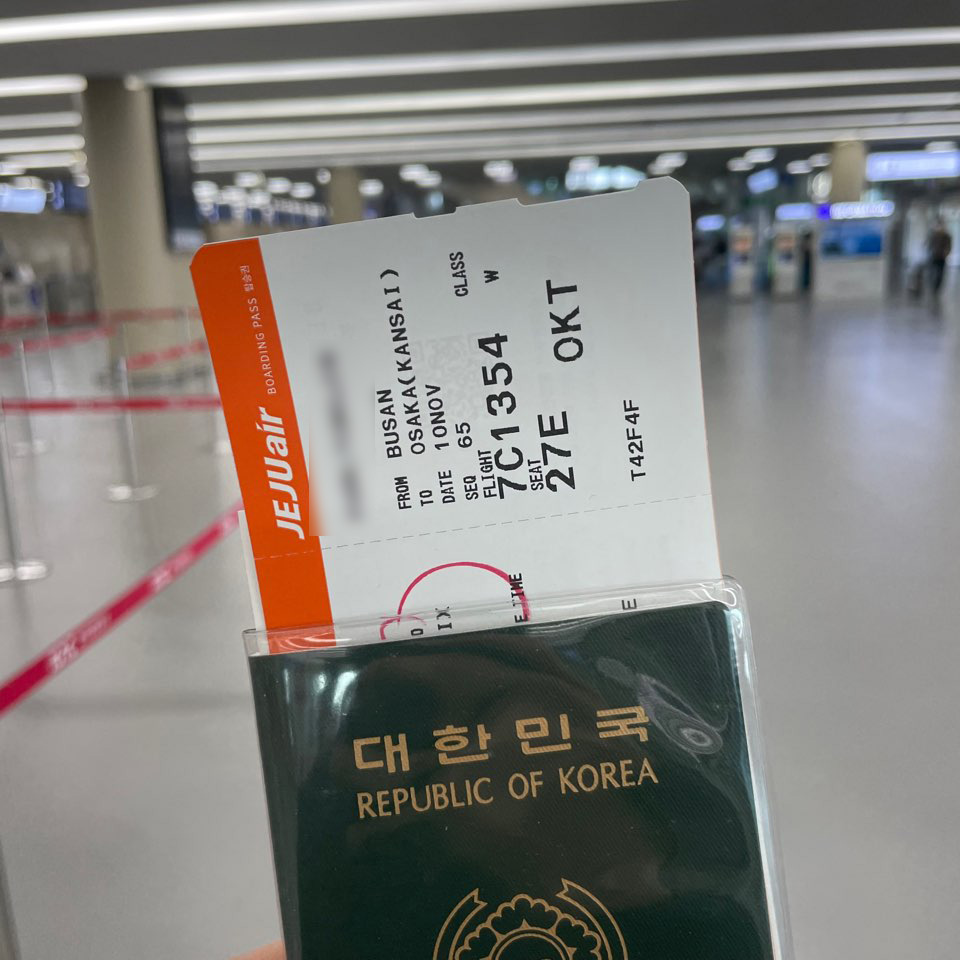 JEJUair BOARDING PASS 탑승권
FROM BUSAN
TO OSAKA(KANSAI)
DATE 10NOV
SEQ 65
CLASS
W
FLIGHT
7C1354
SEAT
27E OKT
T42F4F
대한민국
REPUBLIC OF KOREA